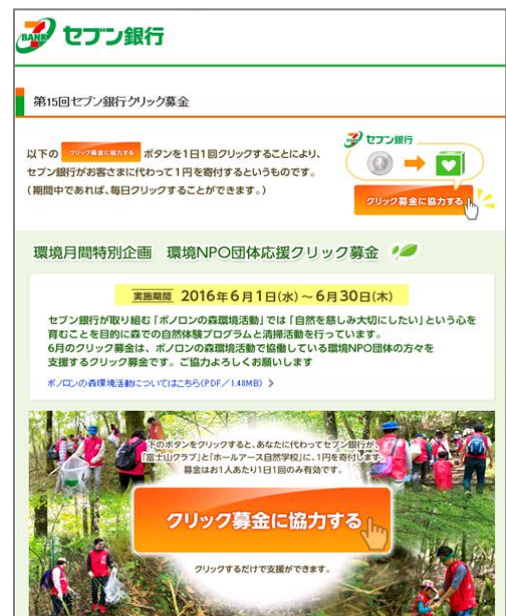 7 BANK セブン銀行
第15回セブン銀行クリック募金
以下の クリック募金に協力する ボタンを1日1回クリックすることにより、
セブン銀行がお客さまに代わって1円を寄付するというものです。
(期間中であれば、毎日クリックすることができます。)
セブン銀行
クリック募金に協力する
環境月間特別企画 環境NPO団体応援クリック募金
実施期間 2016年6月1日(水)~6月30日(木)
セブン銀行が取り組む「ボノロンの森環境活動」では「自然を慈しみ大切にしたい」という心を
育むことを目的に森での自然体験プログラムと清掃活動を行っています。
6月のクリック募金は、ボノロンの森環境活動で協働している環境NPO団体の方々を
支援するクリック募金です。ご協力よろしくお願いします
ボノロンの森環境活動についてはこちら(PDF/1.48MB)
下のボタンをクリックすると、あなたに代わってセブン銀行が、
「富士山クラブ」と「ホールアース自然学校」に、1円を寄付します。
募金はお1人あたり1日1回のみ有効です。
クリック募金に協力する
クリックするだけで支援ができます。